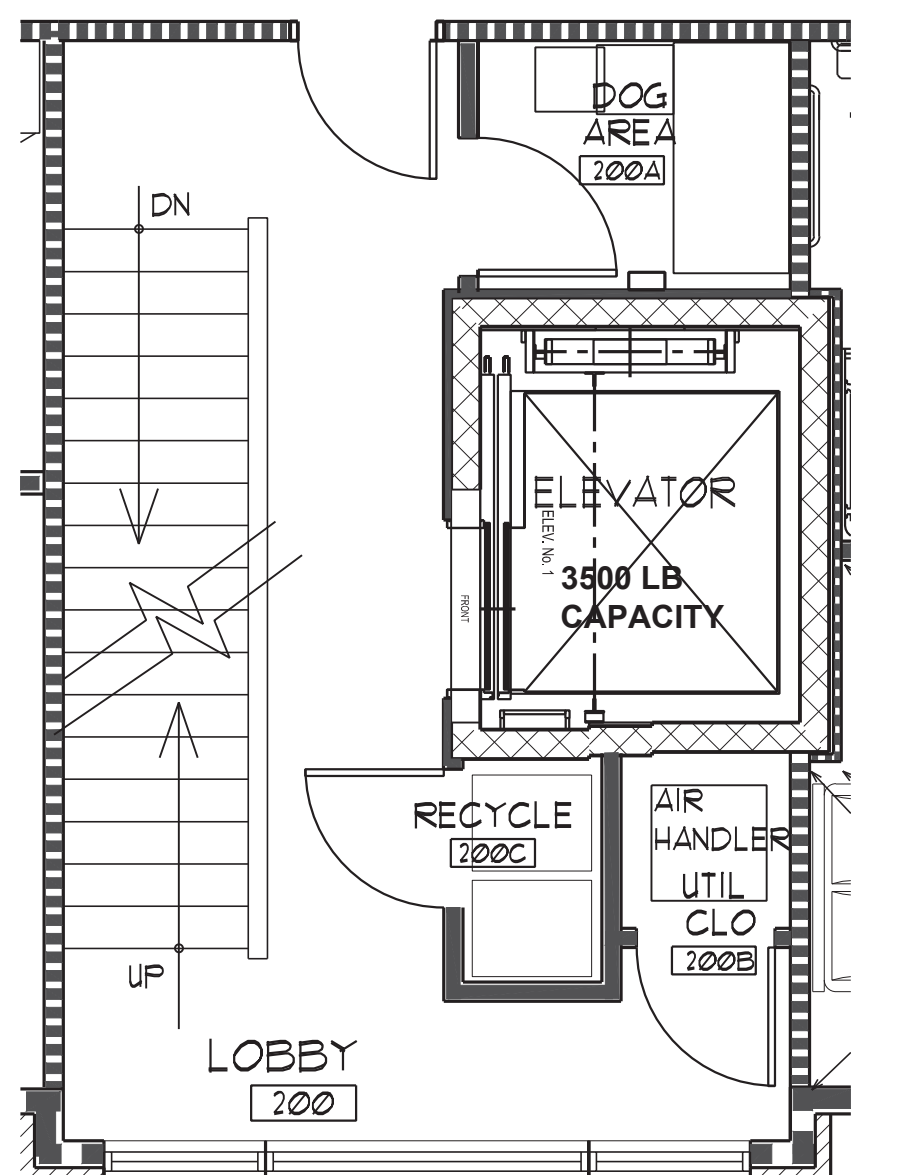 DOG
AREA
200A
DN
ELEVATOR
ELEV. No. 1
3500 LB
CAPACITY
FRONT
RECYCLE
200C
AIR
HANDLER
UTIL
CLO
200B
UP
LOBBY
200